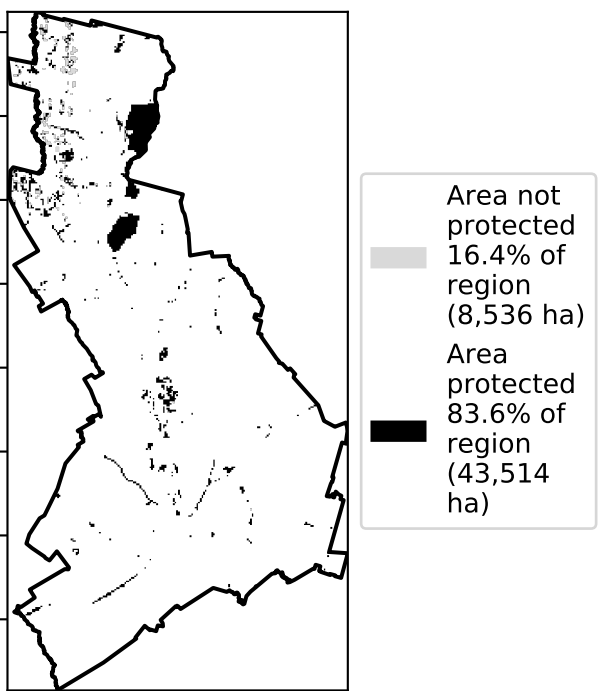 Area not
protected
16.4% of
region
(8,536 ha)
Area
protected
83.6% of
region
(43,514
ha)